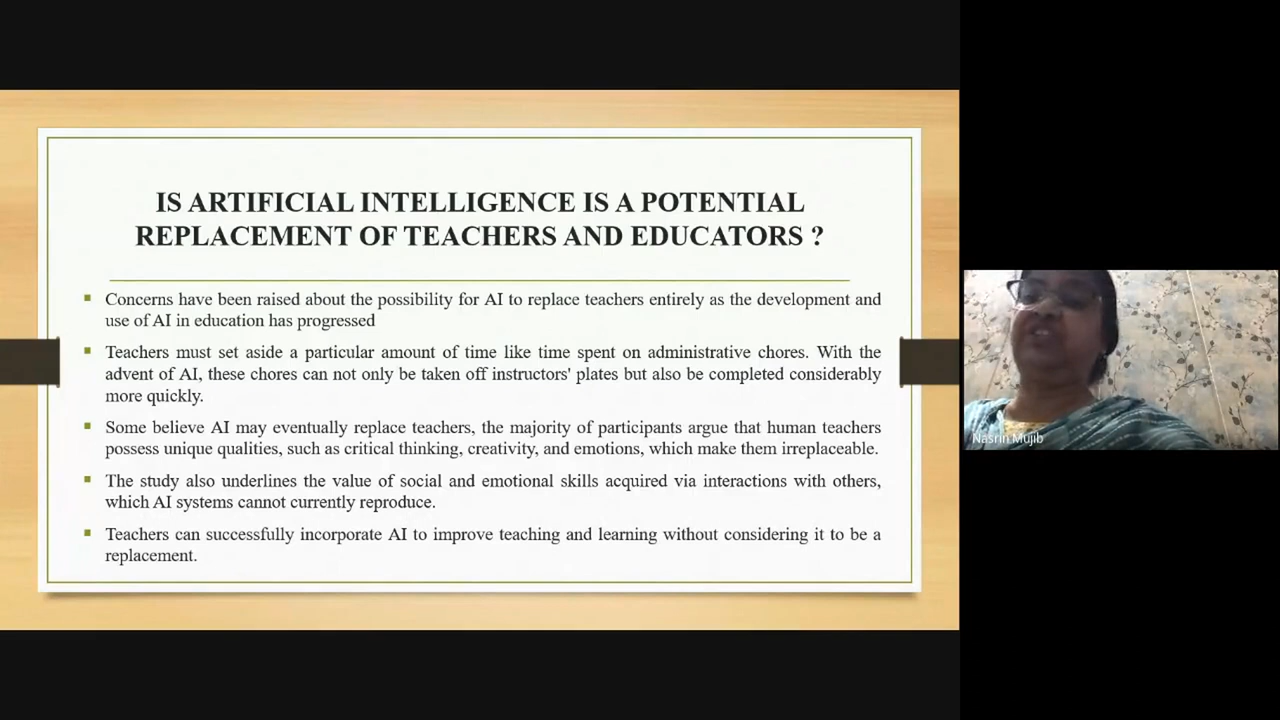 IS ARTIFICIAL INTELLIGENCE IS A POTENTIAL
REPLACEMENT OF TEACHERS AND EDUCATORS ?
Concerns have been raised about the possibility for AI to replace teachers entirely as the development and
use of AI in education has progressed
Teachers must set aside a particular amount of time like time spent on administrative chores. With the
advent of AI, these chores can not only be taken off instructors' plates but also be completed considerably
more quickly.
Some believe AI may eventually replace teachers, the majority of participants argue that human teachers
possess unique qualities, such as critical thinking, creativity, and emotions, which make them irreplaceable.
The study also underlines the value of social and emotional skills acquired via interactions with others,
which AI systems cannot currently reproduce.
Teachers can successfully incorporate AI to improve teaching and learning without considering it to be a
replacement.
Nasrin Mujib